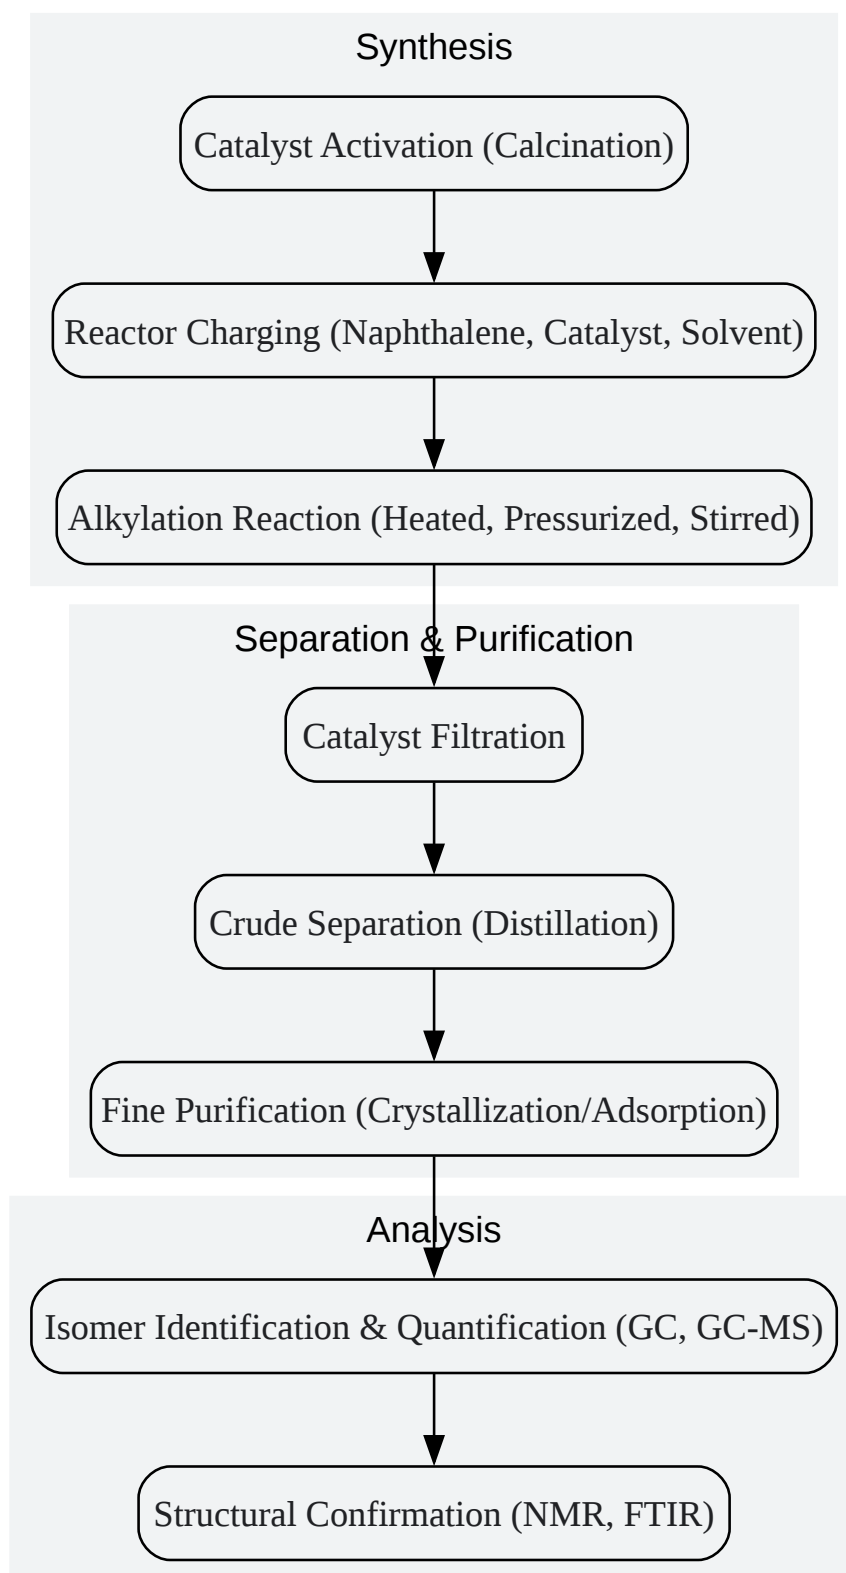 Synthesis
Catalyst Activation (Calcination)
Reactor Charging (Naphthalene, Catalyst, Solvent)
Alkylation Reaction (Heated, Pressurized, Stirred)
Separation & Purification
Catalyst Filtration
Crude Separation (Distillation)
Fine Purification (Crystallization/Adsorption)
Analysis
Isomer Identification & Quantification (GC, GC-MS)
Structural Confirmation (NMR, FTIR)